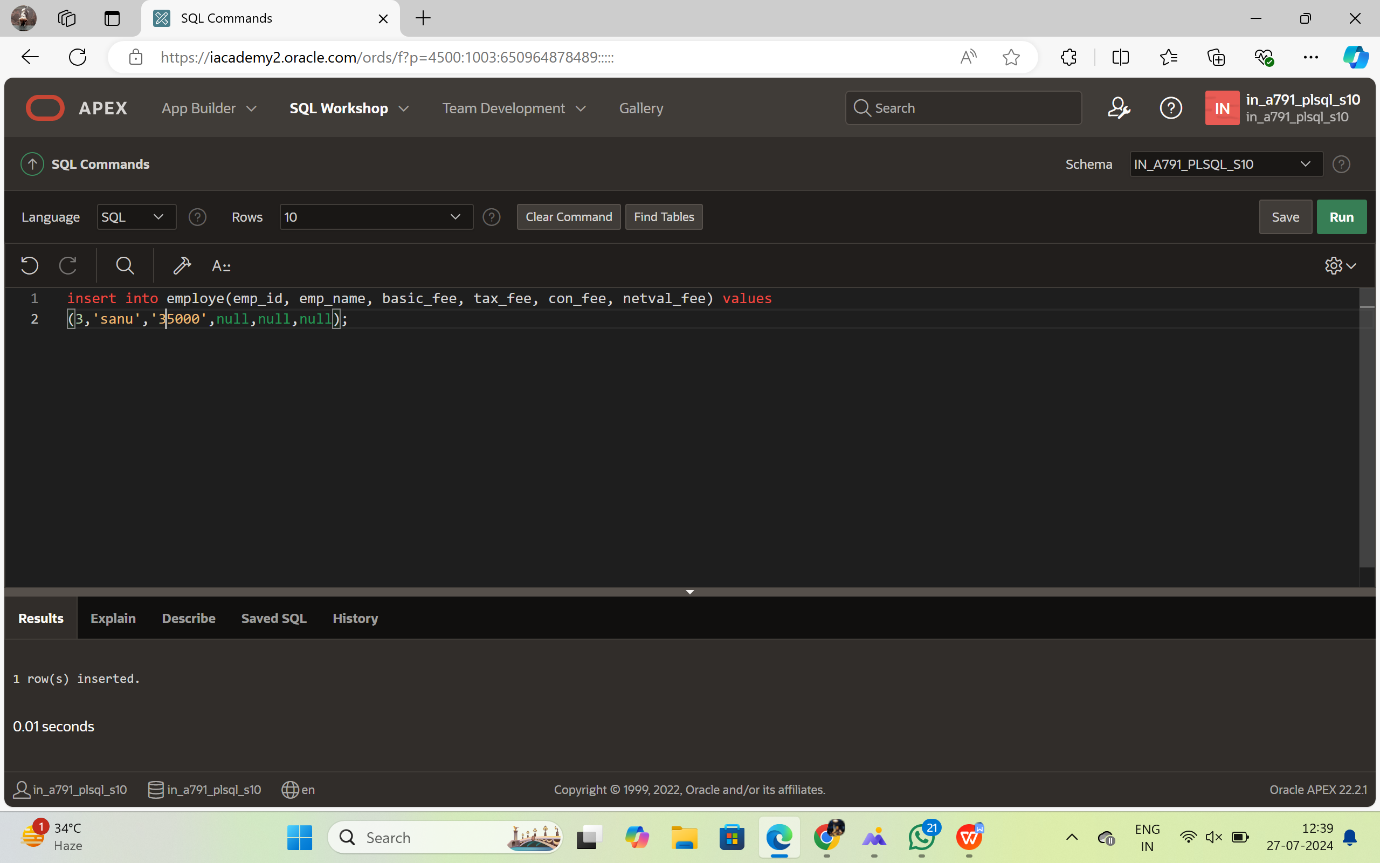 SQL Commands
https://iacademy2.oracle.com/ords/f?p=4500:1003:650964878489:::::
APEX App Builder SQL Workshop Team Development Gallery Search IN in_a791_plsql_s10
in_a791_plsql_s10
SQL Commands Schema IN_A791_PLSQL_S10
Language SQL Rows 10 Clear Command Find Tables Save Run
1 insert into employe(emp_id, emp_name, basic_fee, tax_fee, con_fee, netval_fee) values
2 (3,'sanu','35000',null,null,null);
Results Explain Describe Saved SQL History
1 row(s) inserted.
0.01 seconds
in_a791_plsql_s10 in_a791_plsql_s10 en Copyright © 1999, 2022, Oracle and/or its affiliates. Oracle APEX 22.2.1
1 34°C
Haze
Search
21
ENG
IN
12:39
27-07-2024